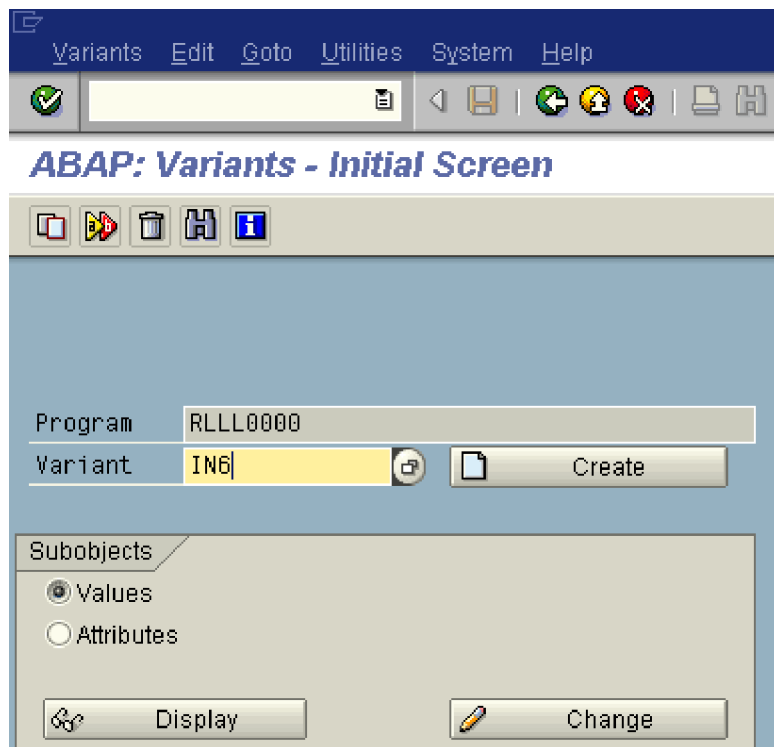 Variants Edit Goto Utilities System Help
ABAP: Variants - Initial Screen
Program RLLL0000
Variant IN6 Create
Subobjects
Values
Attributes
Display Change